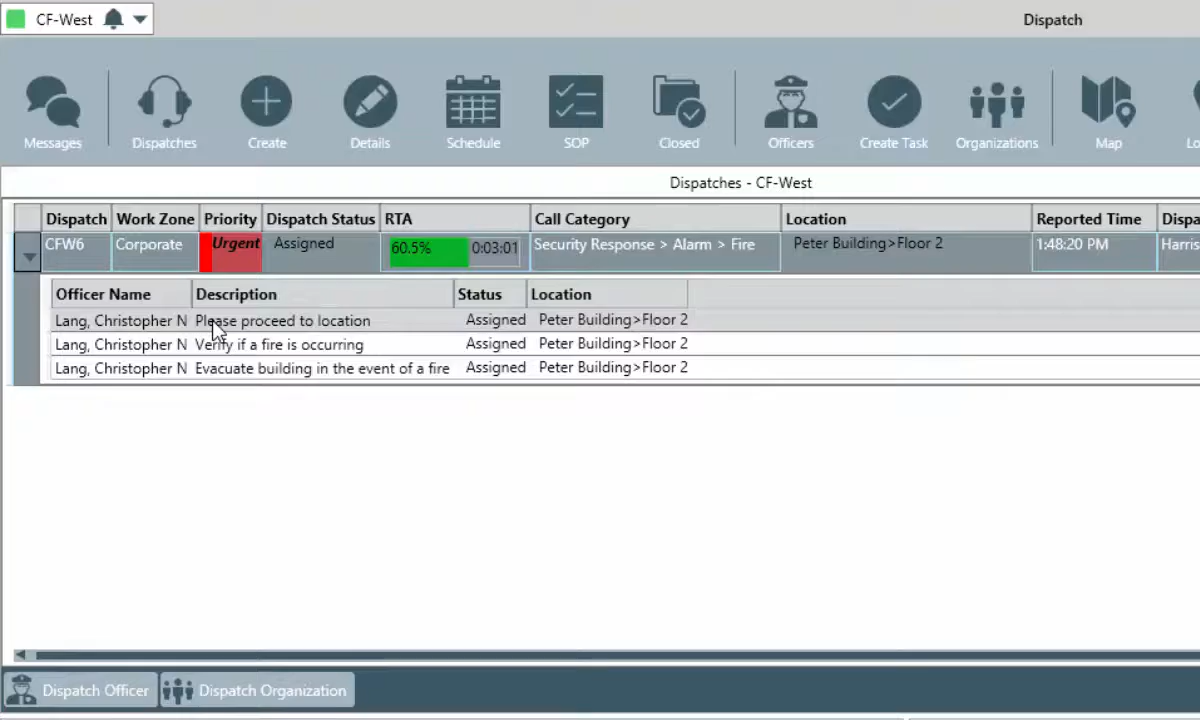 CF-West
Dispatch
Messages Dispatches Create Details Schedule SOP Closed Officers Create Task Organizations Map
Dispatches - CF-West
Dispatch Work Zone Priority Dispatch Status RTA Call Category Location Reported Time
CFW6 Corporate Urgent Assigned 60.5% 0:03:01 Security Response > Alarm > Fire Peter Building>Floor 2 1:48:20 PM Harris
Officer Name Description Status Location
Lang, Christopher N Please proceed to location Assigned Peter Building>Floor 2
Lang, Christopher N Verify if a fire is occurring Assigned Peter Building>Floor 2
Lang, Christopher N Evacuate building in the event of a fire Assigned Peter Building>Floor 2
Dispatch Officer Dispatch Organization